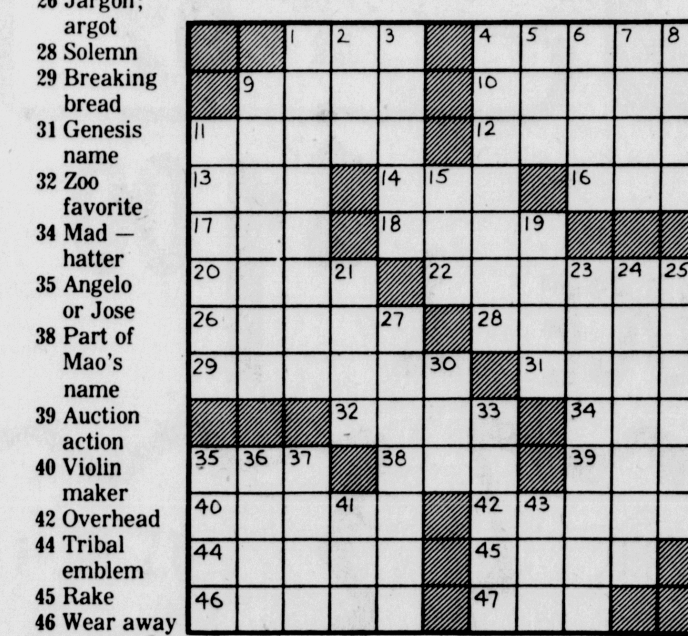 26 Jargon;
argot
28 Solemn
29 Breaking
bread
31 Genesis
name
32 Zoo
favorite
34 Mad —
hatter
35 Angelo
or Jose
38 Part of
Mao's
name
39 Auction
action
40 Violin
maker
42 Overhead
44 Tribal
emblem
45 Rake
46 Wear away
1 2 3 4 5 6 7 8
9 10
11 12
13 14 15 16
17 18 19
20 21 22 23 24 25
26 27 28
29 30 31
32 33 34
35 36 37 38 39
40 41 42 43
44 45
46 47